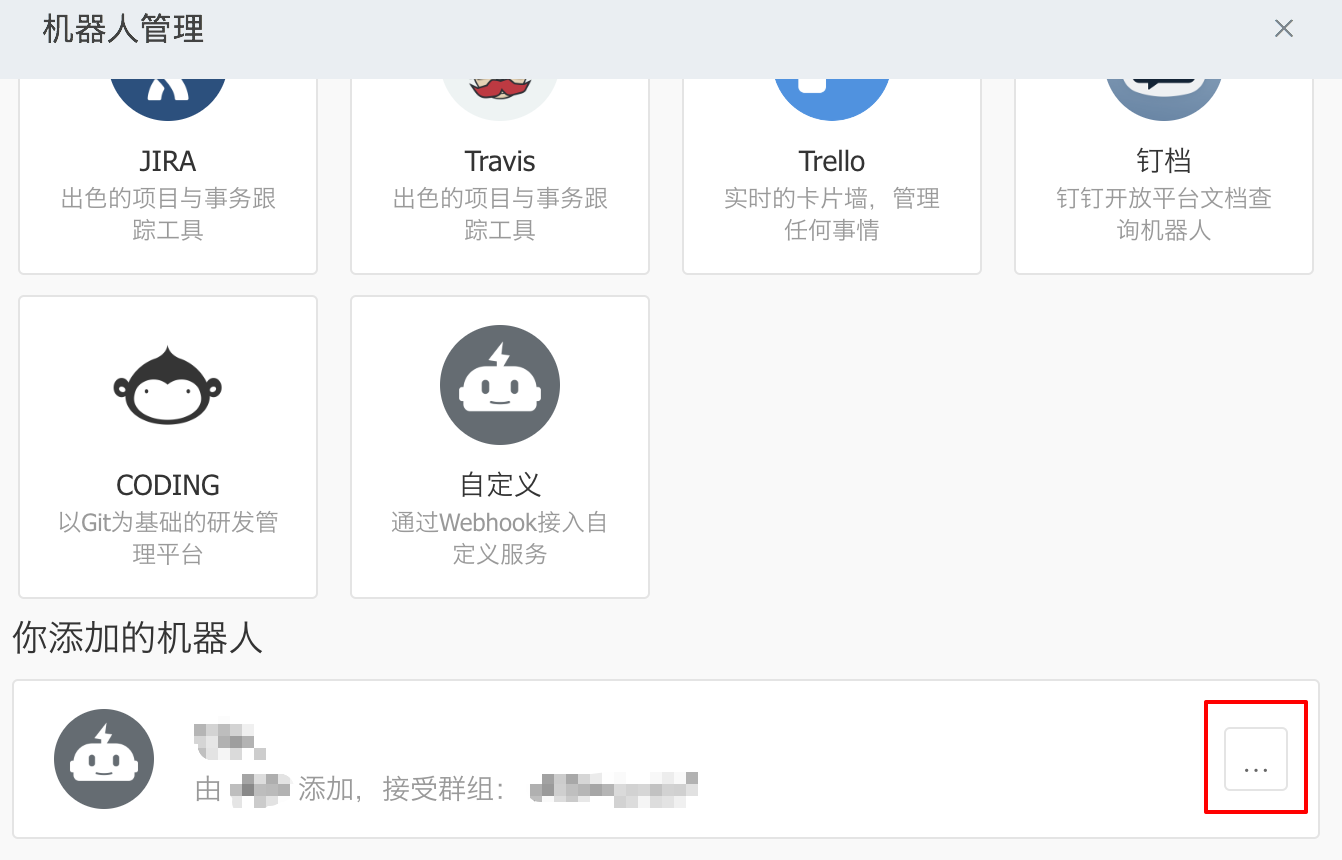 机器人管理
JIRA
出色的项目与事务跟
踪工具
Travis
出色的项目与事务跟
踪工具
Trello
实时的卡片墙，管理
任何事情
钉档
钉钉开放平台文档查
询机器人
CODING
以Git为基础的研发管
理平台
自定义
通过Webhook接入自
定义服务
你添加的机器人
由 添加，接受群组：
...